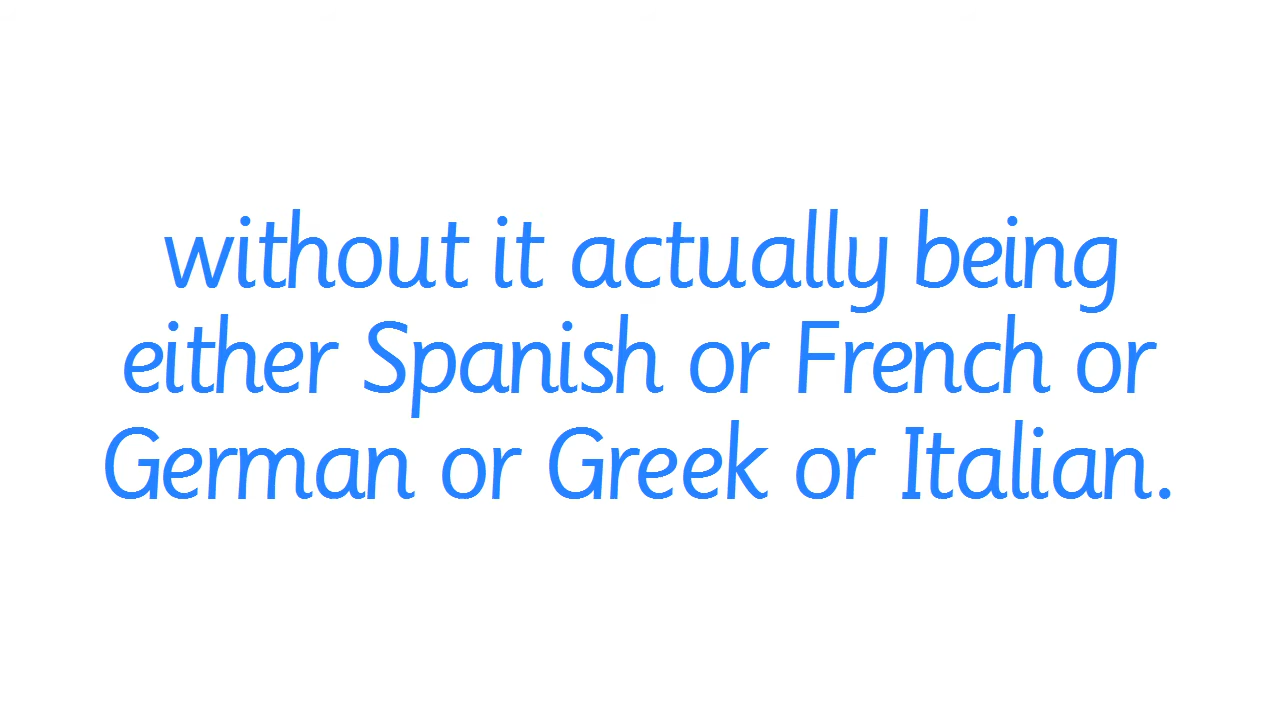 without it actually being
either Spanish or French or
German or Greek or Italian.